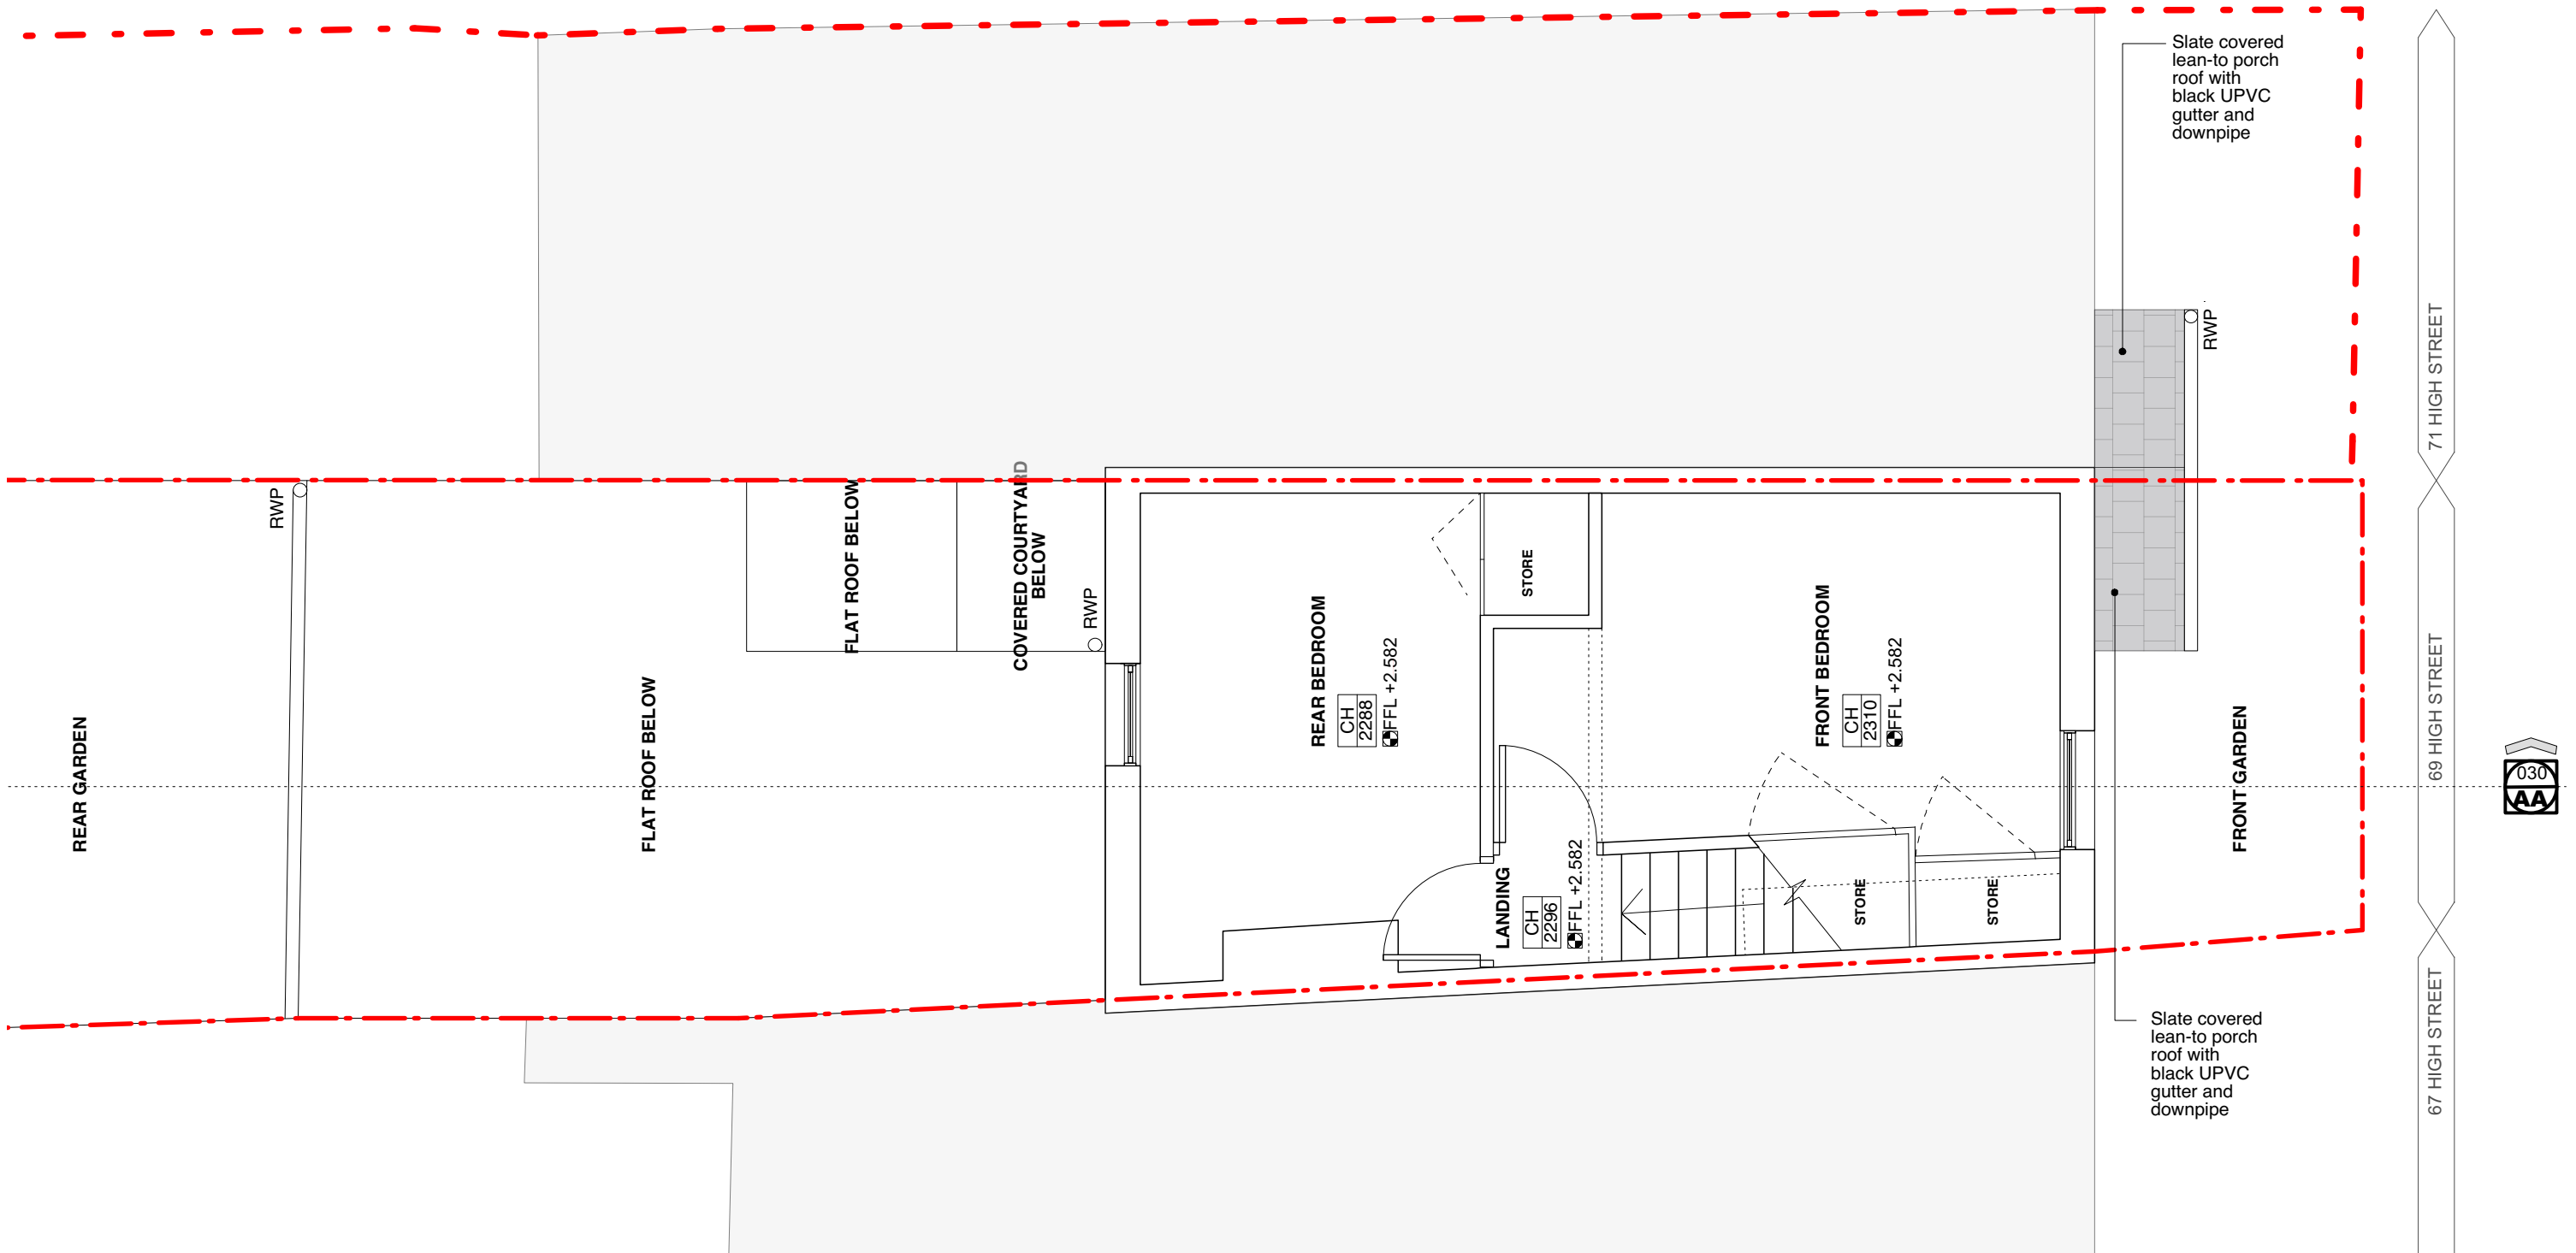 Slate covered
lean-to porch
roof with
black UPVC
gutter and
downpipe
RWP
71 HIGH STREET
RWP
FLAT ROOF BELOW
COVERED COURTYARD
BELOW
RWP
STORE
REAR BEDROOM
CH
2288
FFL +2.582
FRONT BEDROOM
CH
2310
FFL +2.582
REAR GARDEN
FLAT ROOF BELOW
FRONT GARDEN
69 HIGH STREET
030
AA
LANDING
CH
2296
FFL +2.582
STORE
STORE
67 HIGH STREET
Slate covered
lean-to porch
roof with
black UPVC
gutter and
downpipe